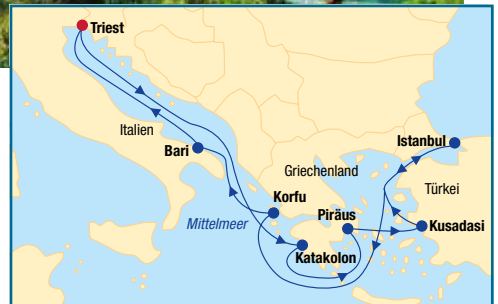 Triest
Italien
Bari
Istanbul
Griechenland
Türkei
Korfu
Mittelmeer
Piräus
Kusadasi
Katakolon